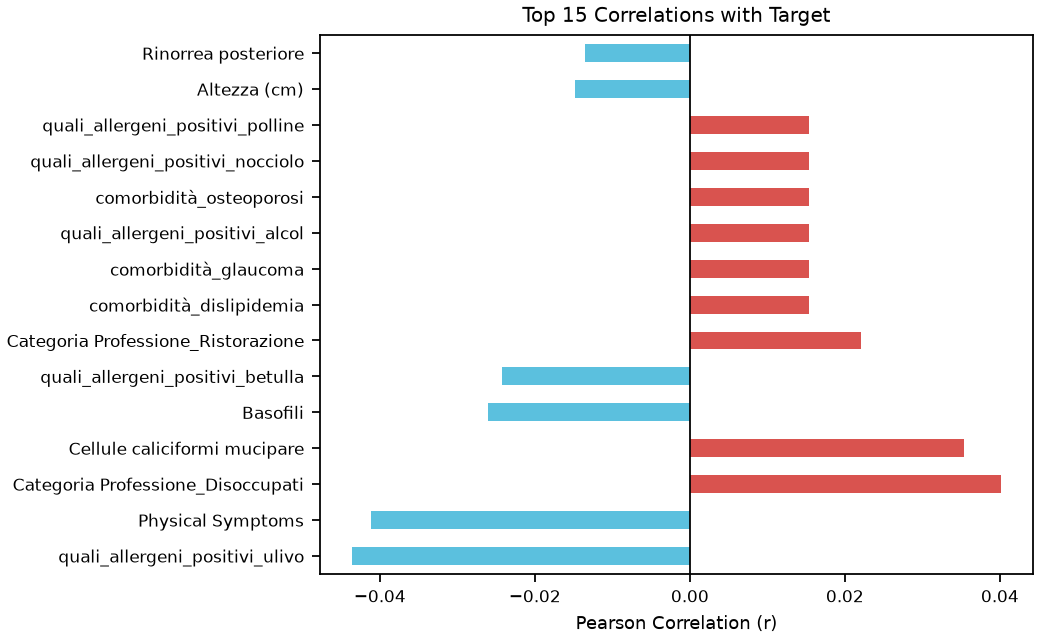 Top 15 Correlations with Target
Rinorrea posteriore
Altezza (cm)
quali_allergeni_positivi_polline
quali_allergeni_positivi_nocciolo
comorbidità_osteoporosi
quali_allergeni_positivi_alcol
comorbidità_glaucoma
comorbidità_dislipidemia
Categoria Professione_Ristorazione
quali_allergeni_positivi_betulla
Basofili
Cellule caliciformi mucipare
Categoria Professione_Disoccupati
Physical Symptoms
quali_allergeni_positivi_ulivo
−0.04 −0.02 0.00 0.02 0.04
Pearson Correlation (r)